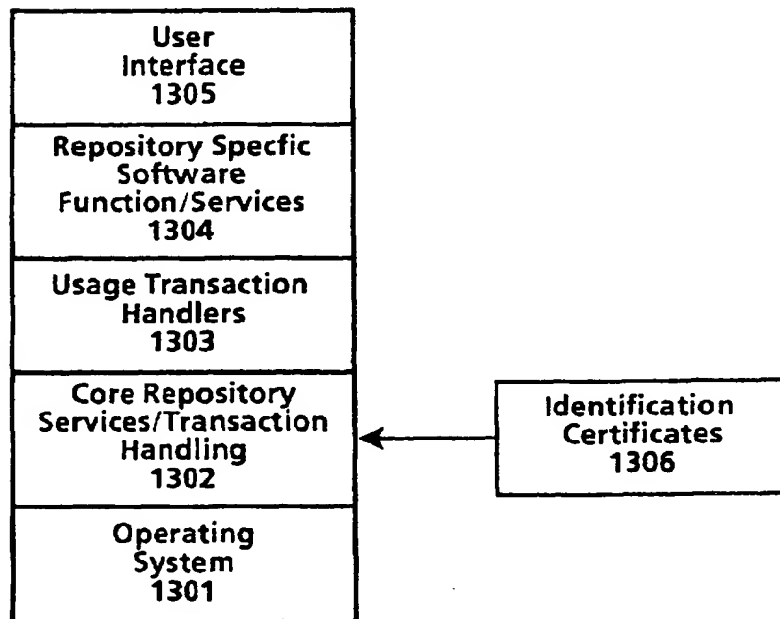 User
Interface
1305
Repository Specfic
Software
Function/Services
1304
Usage Transaction
Handlers
1303
Core Repository
Services/Transaction
Handling
1302
Identification
Certificates
1306
Operating
System
1301